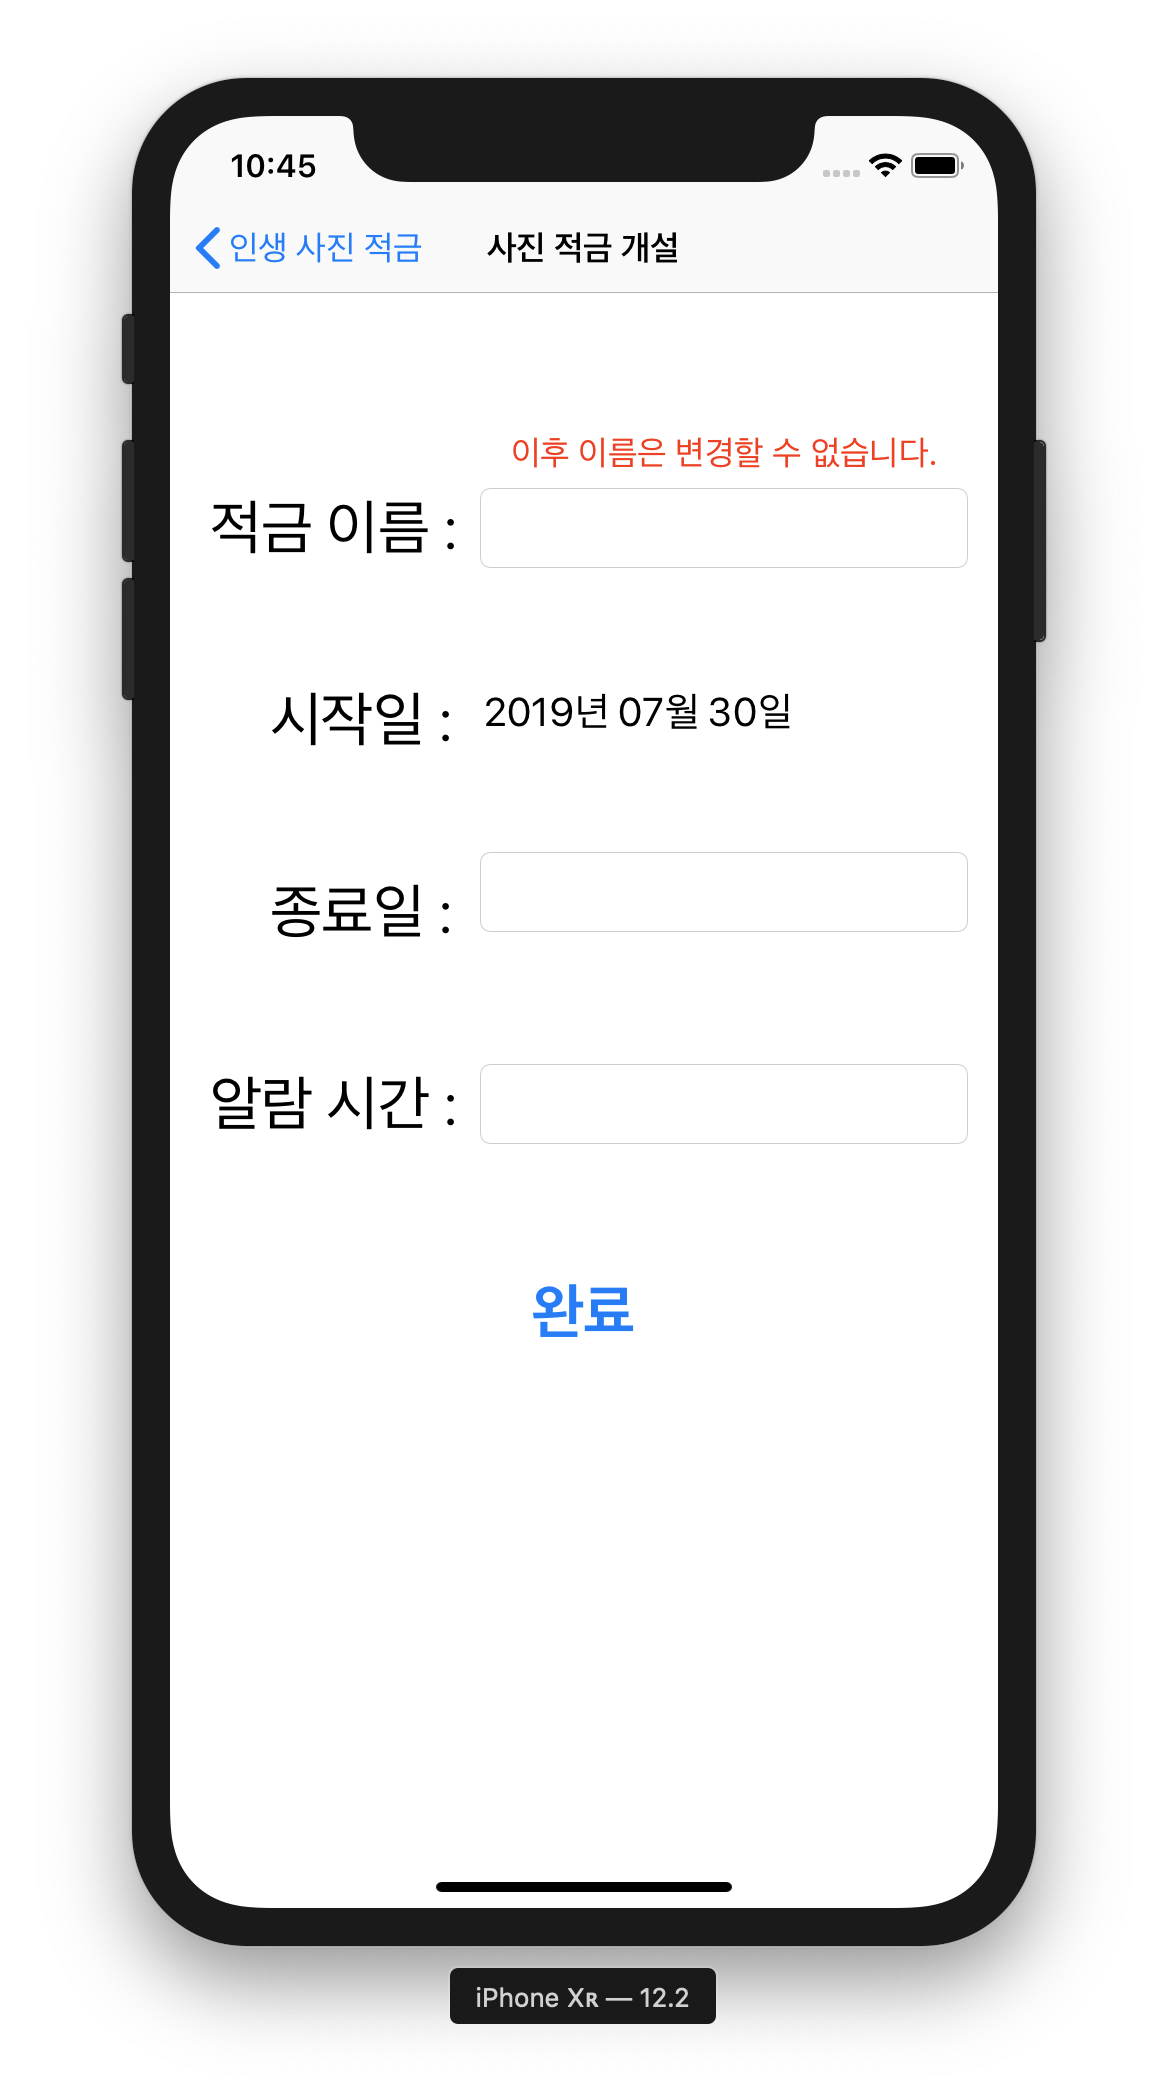 10:45
인생 사진 적금 사진 적금 개설
이후 이름은 변경할 수 없습니다.
적금 이름 :
시작일 : 2019년 07월 30일
종료일 :
알람 시간 :
완료
iPhone Xʀ — 12.2